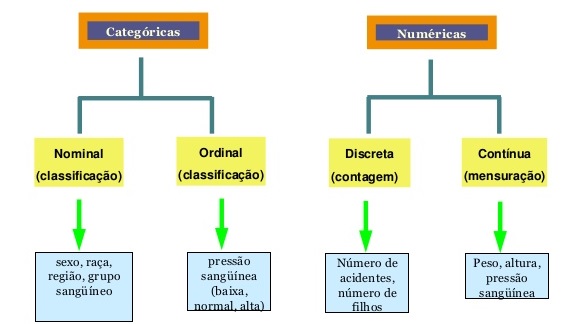 Categóricas
Numéricas
Nominal
(classificação)
Ordinal
(classificação)
Discreta
(contagem)
Contínua
(mensuração)
sexo, raça,
região, grupo
sangüíneo
pressão
sangüínea
(baixa,
normal, alta)
Número de
acidentes,
número de
filhos
Peso, altura,
pressão
sangüínea